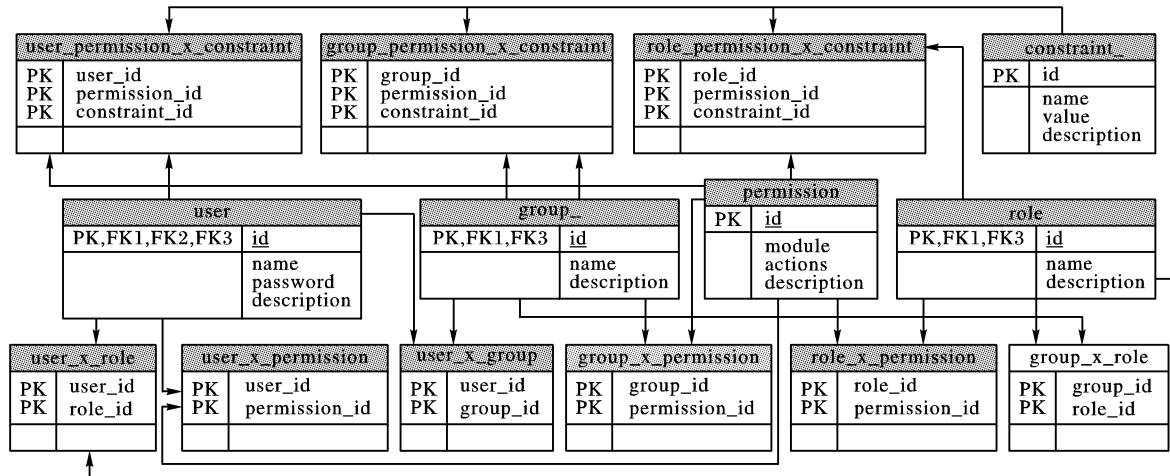 user_permission_x_constraint
PK user_id
PK permission_id
PK constraint_id
group_permission_x_constraint
PK group_id
PK permission_id
PK constraint_id
role_permission_x_constraint
PK role_id
PK permission_id
PK constraint_id
constraint_
PK id
name
value
description
user
PK,FK1,FK2,FK3 id
name
password
description
group_
PK,FK1,FK3 id
name
description
permission
PK id
module
actions
description
role
PK,FK1,FK3 id
name
description
user_x_role
PK user_id
PK role_id
user_x_permission
PK user_id
PK permission_id
user_x_group
PK user_id
PK group_id
group_x_permission
PK group_id
PK permission_id
role_x_permission
PK role_id
PK permission_id
group_x_role
PK group_id
PK role_id